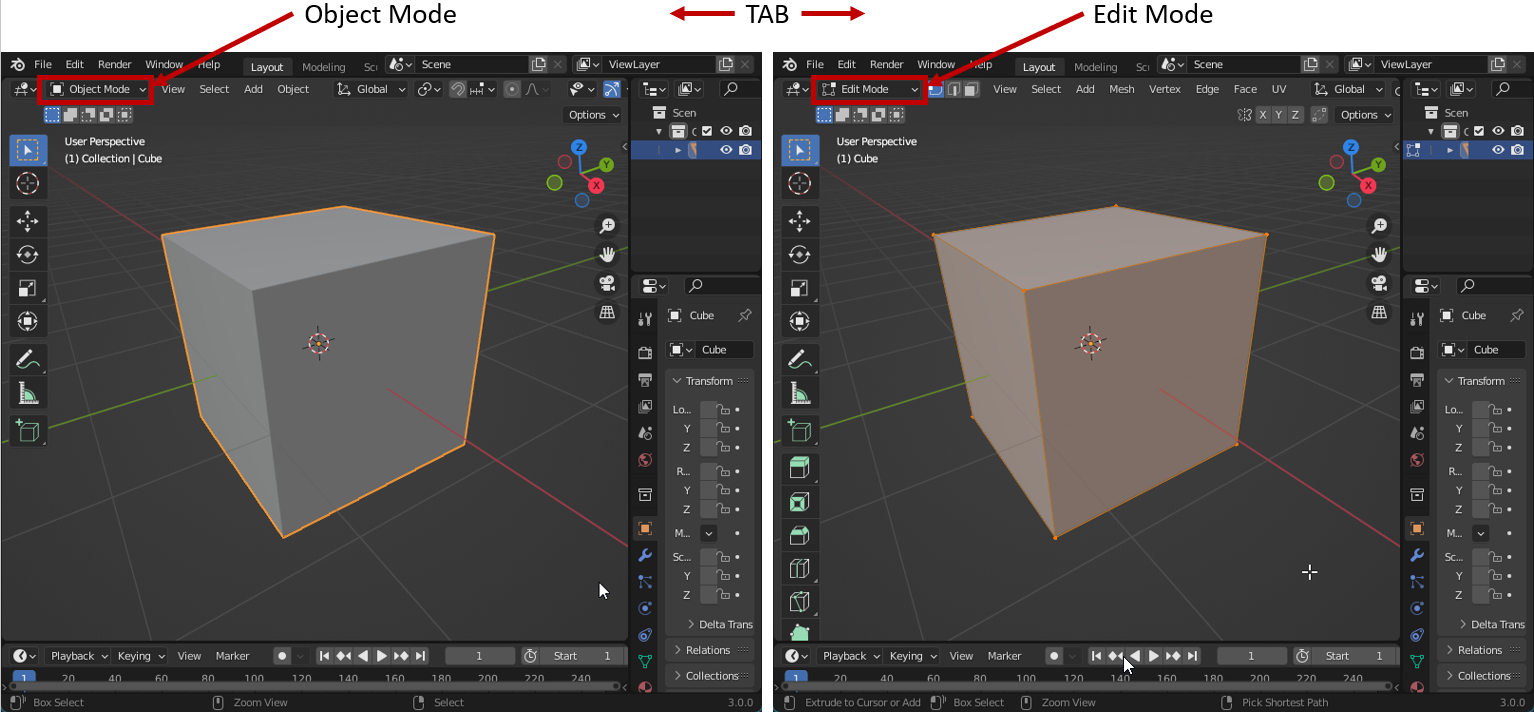 Object Mode
TAB
Edit Mode
File Edit Render Window Help Layout Modeling Sc Scene ViewLayer
Object Mode View Select Add Object Global
Options
User Perspective
(1) Collection | Cube
Z
Y
X
Scen
C
Cube
Cube
Transform
Lo...
Y
Z
R...
Y
Z
M...
Sc...
Y
Z
Delta Trans
Relations
Collections
Playback Keying View Marker 1 Start 1
1 20 40 60 80 100 120 140 160 180 200 220 240
Box Select Zoom View Select 3.0.0
File Edit Render Window Help Layout Modeling Sc Scene ViewLayer
Edit Mode View Select Add Mesh Vertex Edge Face UV Global
X Y Z Options
User Perspective
(1) Cube
Z
Y
X
Scen
C
Cube
Cube
Transform
Lo...
Y
Z
R...
Y
Z
M...
Sc...
Y
Z
Delta Trans
Relations
Collections
Playback Keying View Marker 1 Start 1
1 20 40 60 80 100 120 140 160 180 200 220 240
Extrude to Cursor or Add Box Select Zoom View Pick Shortest Path 3.0.0